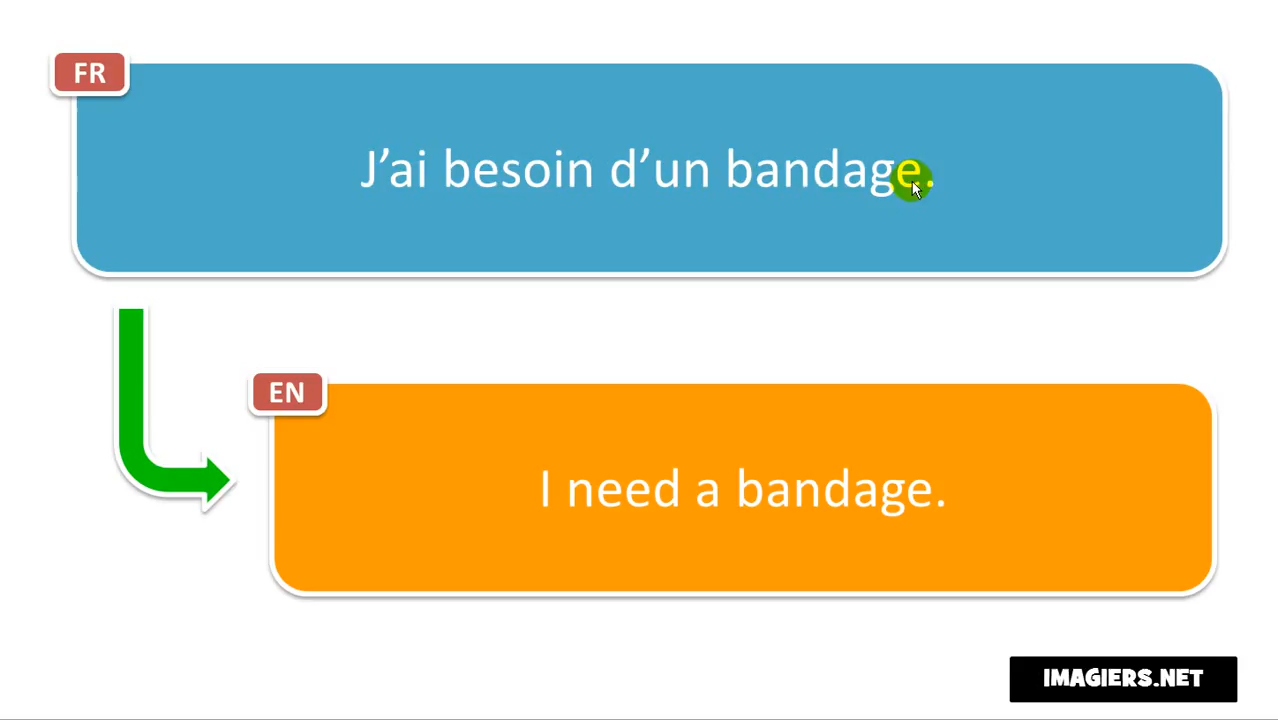 FR
J’ai besoin d’un bandage.
EN
I need a bandage.
IMAGIERS.NET